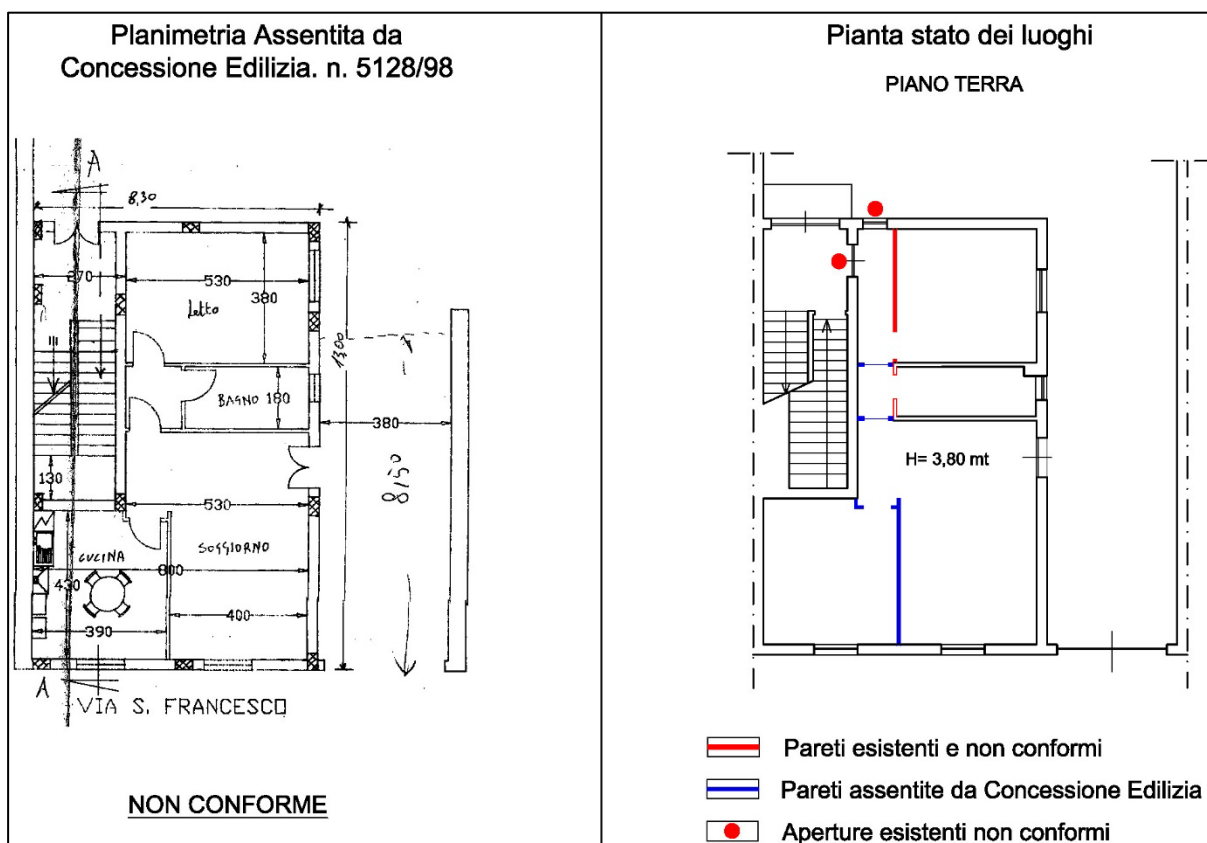 Planimetria Assentita da
Concessione Edilizia. n. 5128/98
A
8,30
270
530
380
Letto
1300
BAGNO 180
380
8,50
130
530
CUCINA
SOGGIORNO
800
430
400
390
A
VIA S. FRANCESCO
NON CONFORME
Pianta stato dei luoghi
PIANO TERRA
H= 3,80 mt
Pareti esistenti e non conformi
Pareti assentite da Concessione Edilizia
Aperture esistenti non conformi